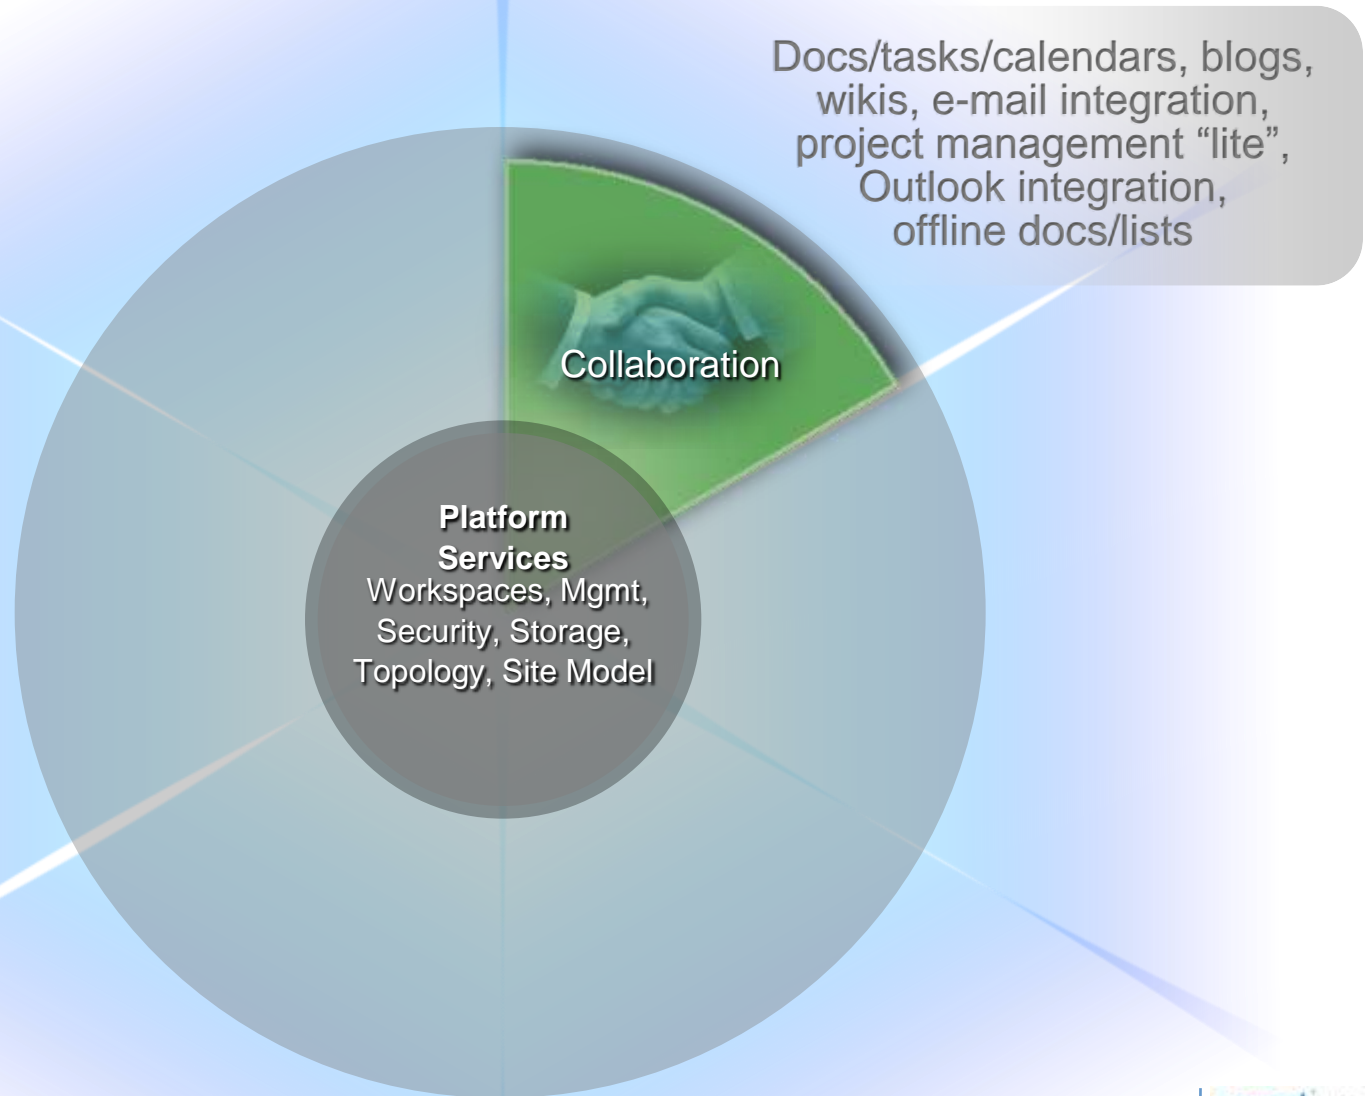 Docs/tasks/calendars, blogs,
wikis, e-mail integration,
project management “lite”,
Outlook integration,
offline docs/lists
Collaboration
Platform
Services
Workspaces, Mgmt,
Security, Storage,
Topology, Site Model